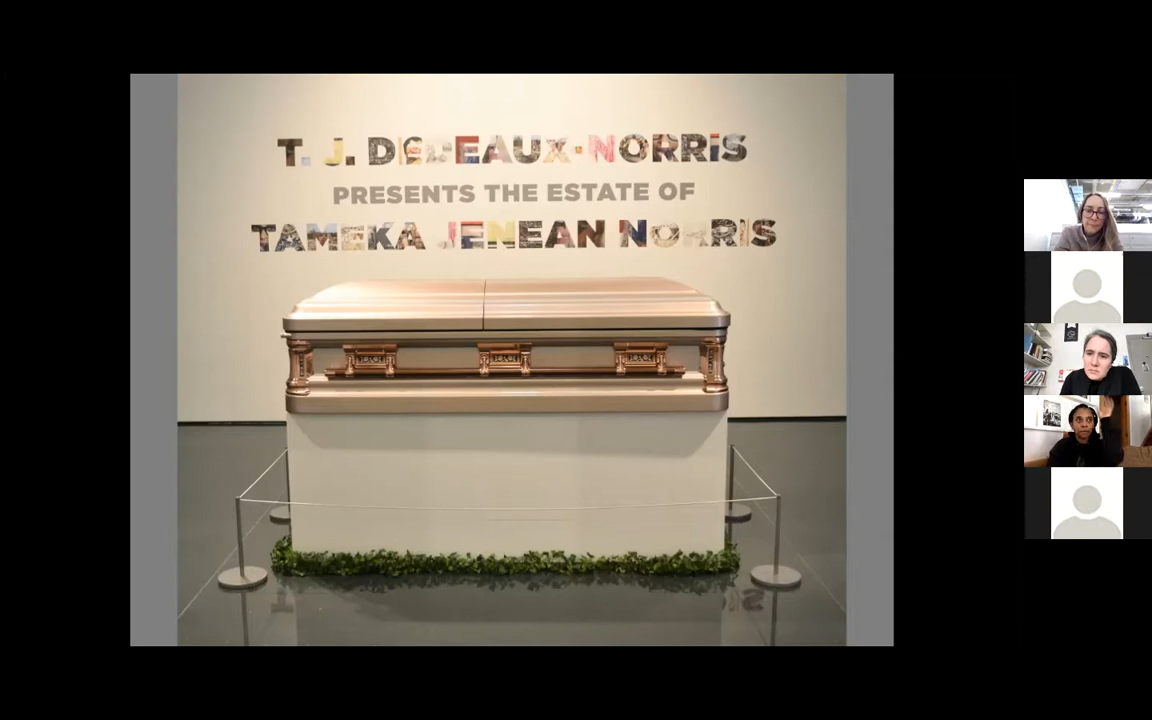 T. J. DEDEAUX-NORRIS
PRESENTS THE ESTATE OF
TAMEKA JENEAN NORRIS